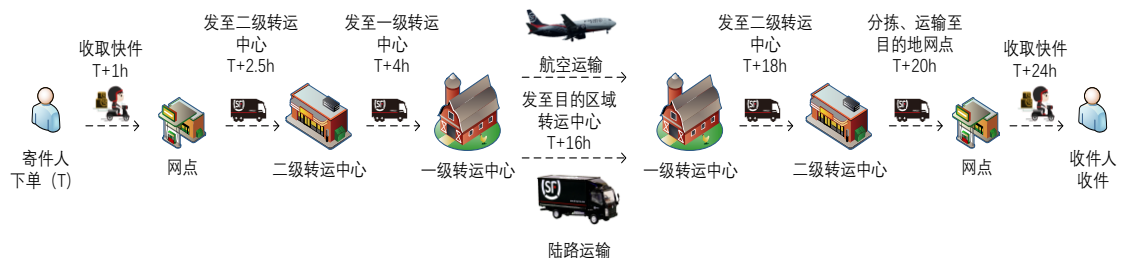 寄件人
下单（T）
收取快件
T+1h
网点
发至二级转运
中心
T+2.5h
二级转运中心
发至一级转运
中心
T+4h
一级转运中心
航空运输
发至目的区域
转运中心
T+16h
SF
陆路运输
一级转运中心
发至二级转运
中心
T+18h
二级转运中心
分拣、运输至
目的地网点
T+20h
网点
收取快件
T+24h
收件人
收件